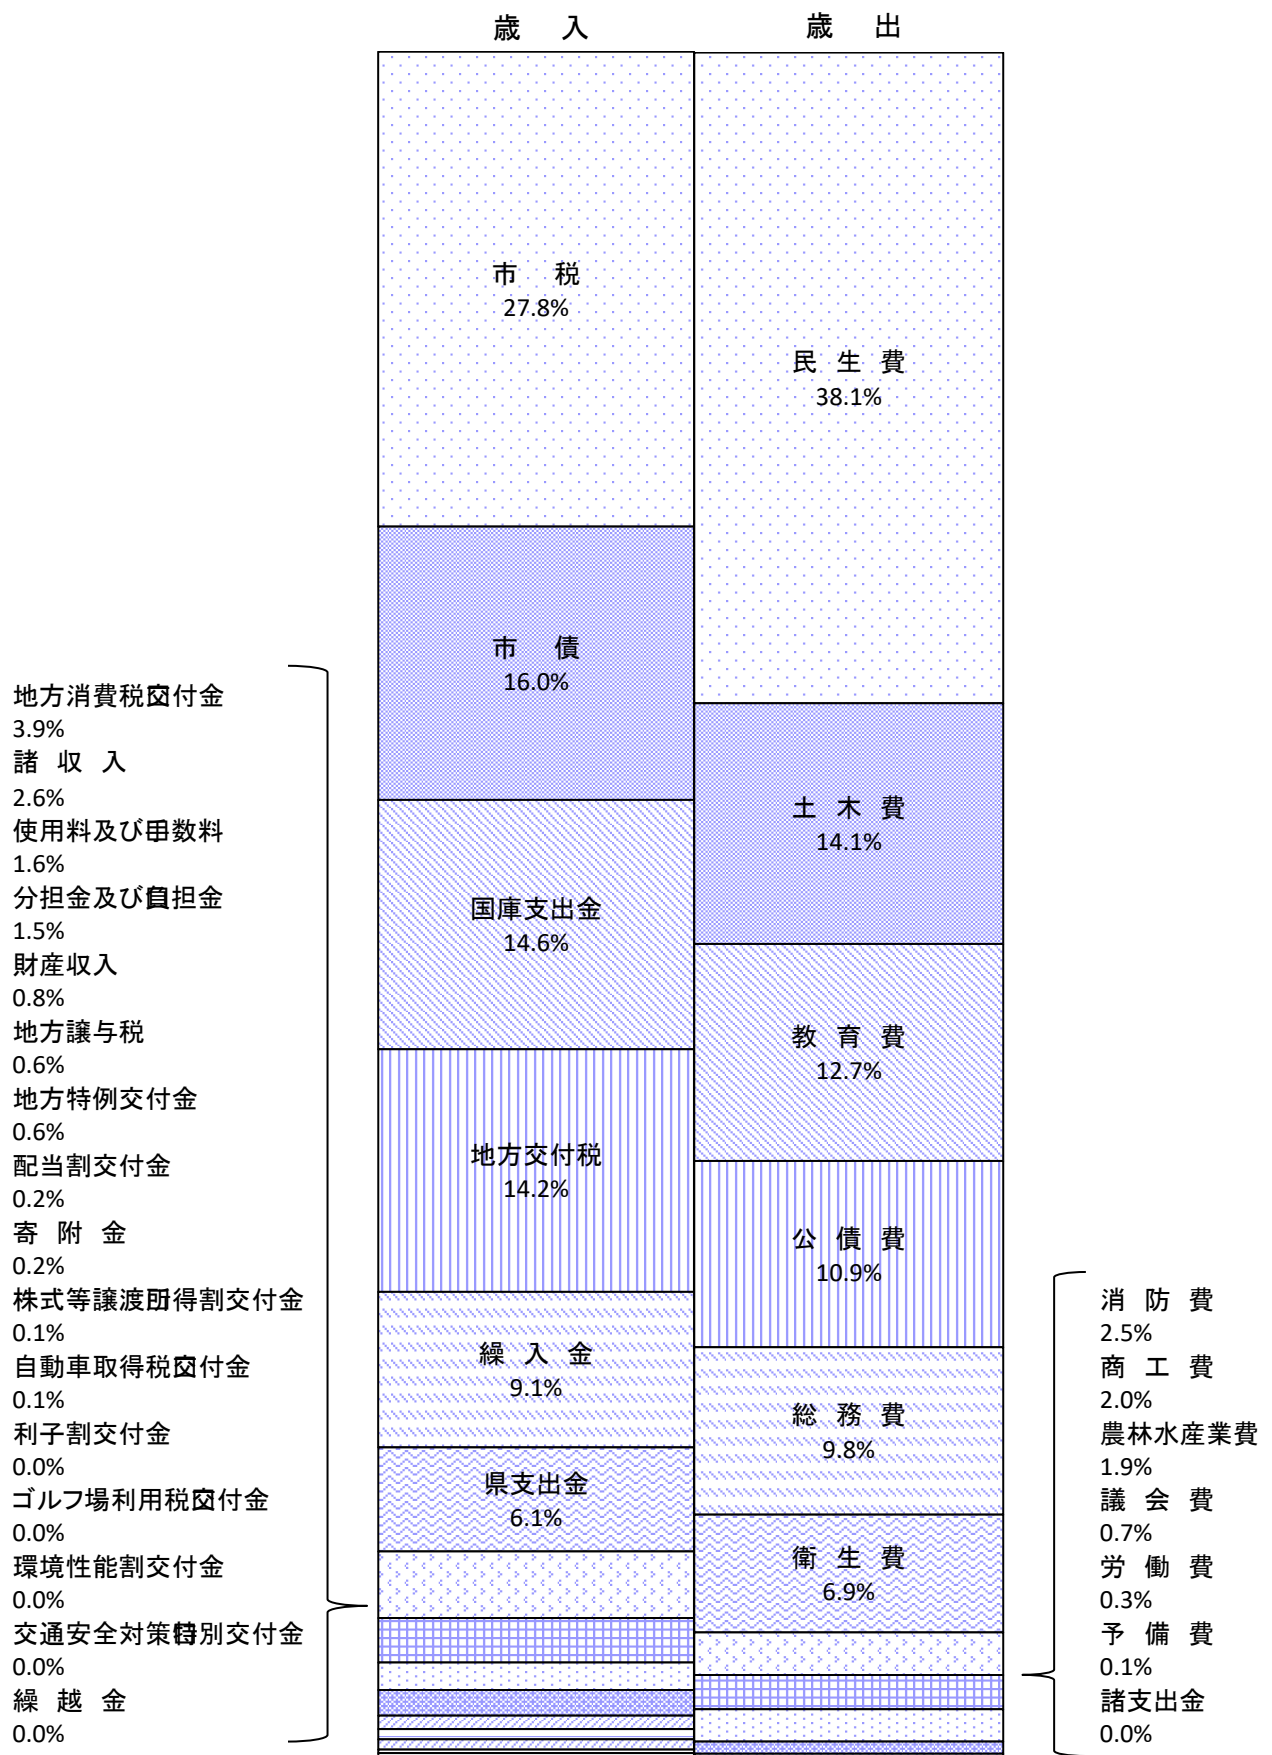 歳 入
歳 出
市 税
27.8%
市 債
16.0%
国庫支出金
14.6%
地方交付税
14.2%
繰 入 金
9.1%
県支出金
6.1%
民 生 費
38.1%
土 木 費
14.1%
教 育 費
12.7%
公 債 費
10.9%
総 務 費
9.8%
衛 生 費
6.9%
地方消費税交付金
3.9%
諸 収 入
2.6%
使用料及び手数料
1.6%
分担金及び負担金
1.5%
財産収入
0.8%
地方譲与税
0.6%
地方特例交付金
0.6%
配当割交付金
0.2%
寄 附 金
0.2%
株式等譲渡所得割交付金
0.1%
自動車取得税交付金
0.1%
利子割交付金
0.0%
ゴルフ場利用税交付金
0.0%
環境性能割交付金
0.0%
交通安全対策特別交付金
0.0%
繰 越 金
0.0%
消 防 費
2.5%
商 工 費
2.0%
農林水産業費
1.9%
議 会 費
0.7%
労 働 費
0.3%
予 備 費
0.1%
諸支出金
0.0%